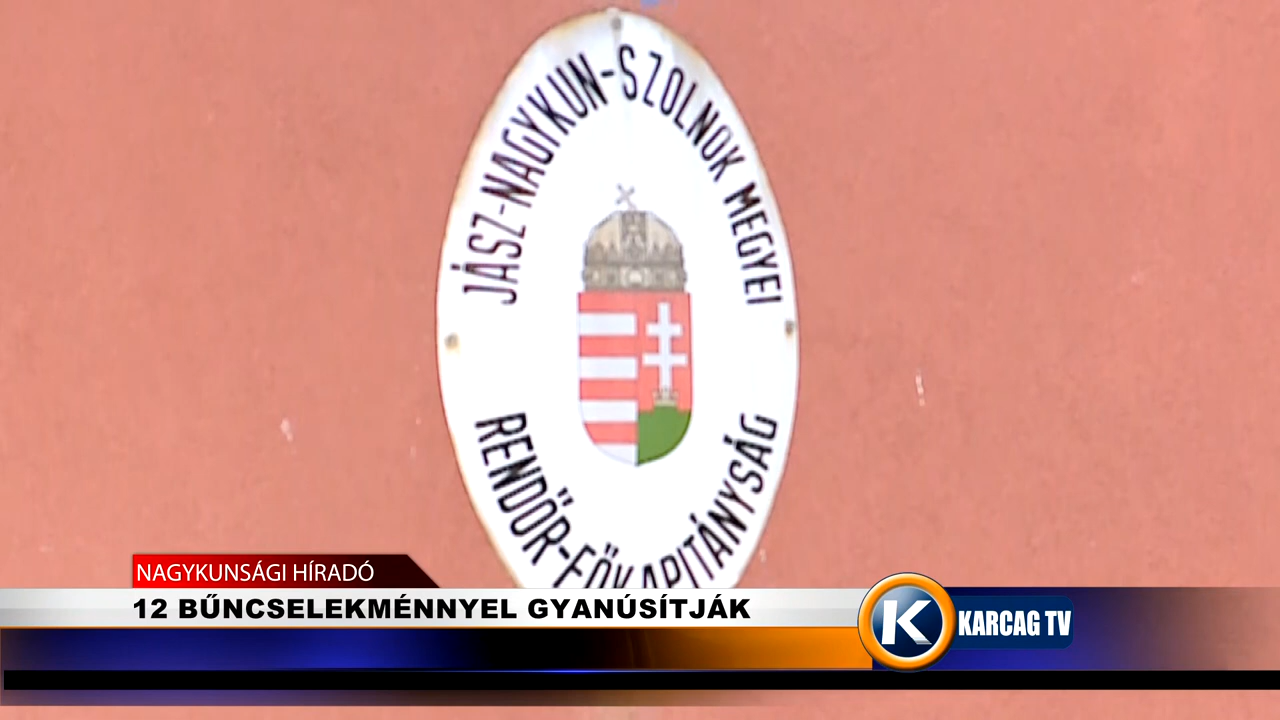 JÁSZ-NAGYKUN-SZOLNOK MEGYEI
RENDŐR-FŐKAPITÁNYSÁG
NAGYKUNSÁGI HÍRADÓ
12 BŰNCSELEKMÉNNYEL GYANÚSÍTJÁK
K KARCAG TV